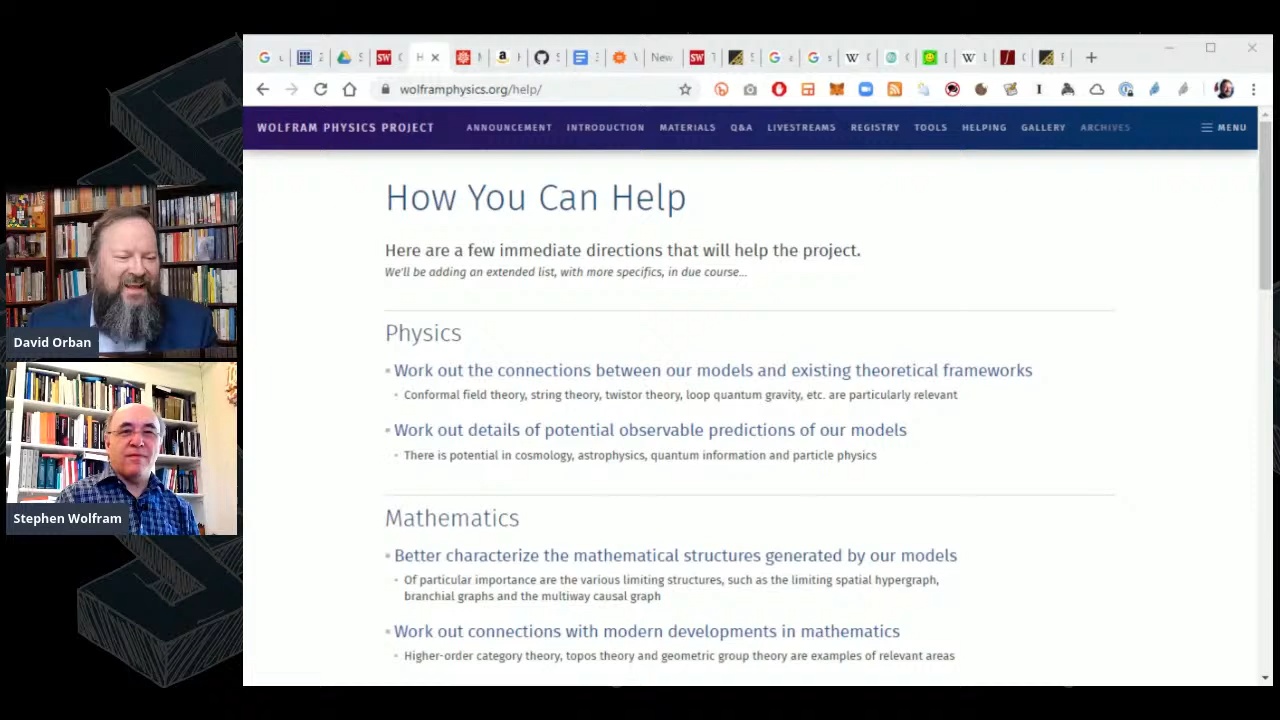 New
wolframphysics.org/help/
WOLFRAM PHYSICS PROJECT ANNOUNCEMENT INTRODUCTION MATERIALS Q&A LIVESTREAMS REGISTRY TOOLS HELPING GALLERY ARCHIVES MENU
How You Can Help
Here are a few immediate directions that will help the project.
We'll be adding an extended list, with more specifics, in due course...
Physics
Work out the connections between our models and existing theoretical frameworks
Conformal field theory, string theory, twistor theory, loop quantum gravity, etc. are particularly relevant
Work out details of potential observable predictions of our models
There is potential in cosmology, astrophysics, quantum information and particle physics
Mathematics
Better characterize the mathematical structures generated by our models
Of particular importance are the various limiting structures, such as the limiting spatial hypergraph,
branchial graphs and the multiway causal graph
Work out connections with modern developments in mathematics
Higher-order category theory, topos theory and geometric group theory are examples of relevant areas
David Orban
Stephen Wolfram